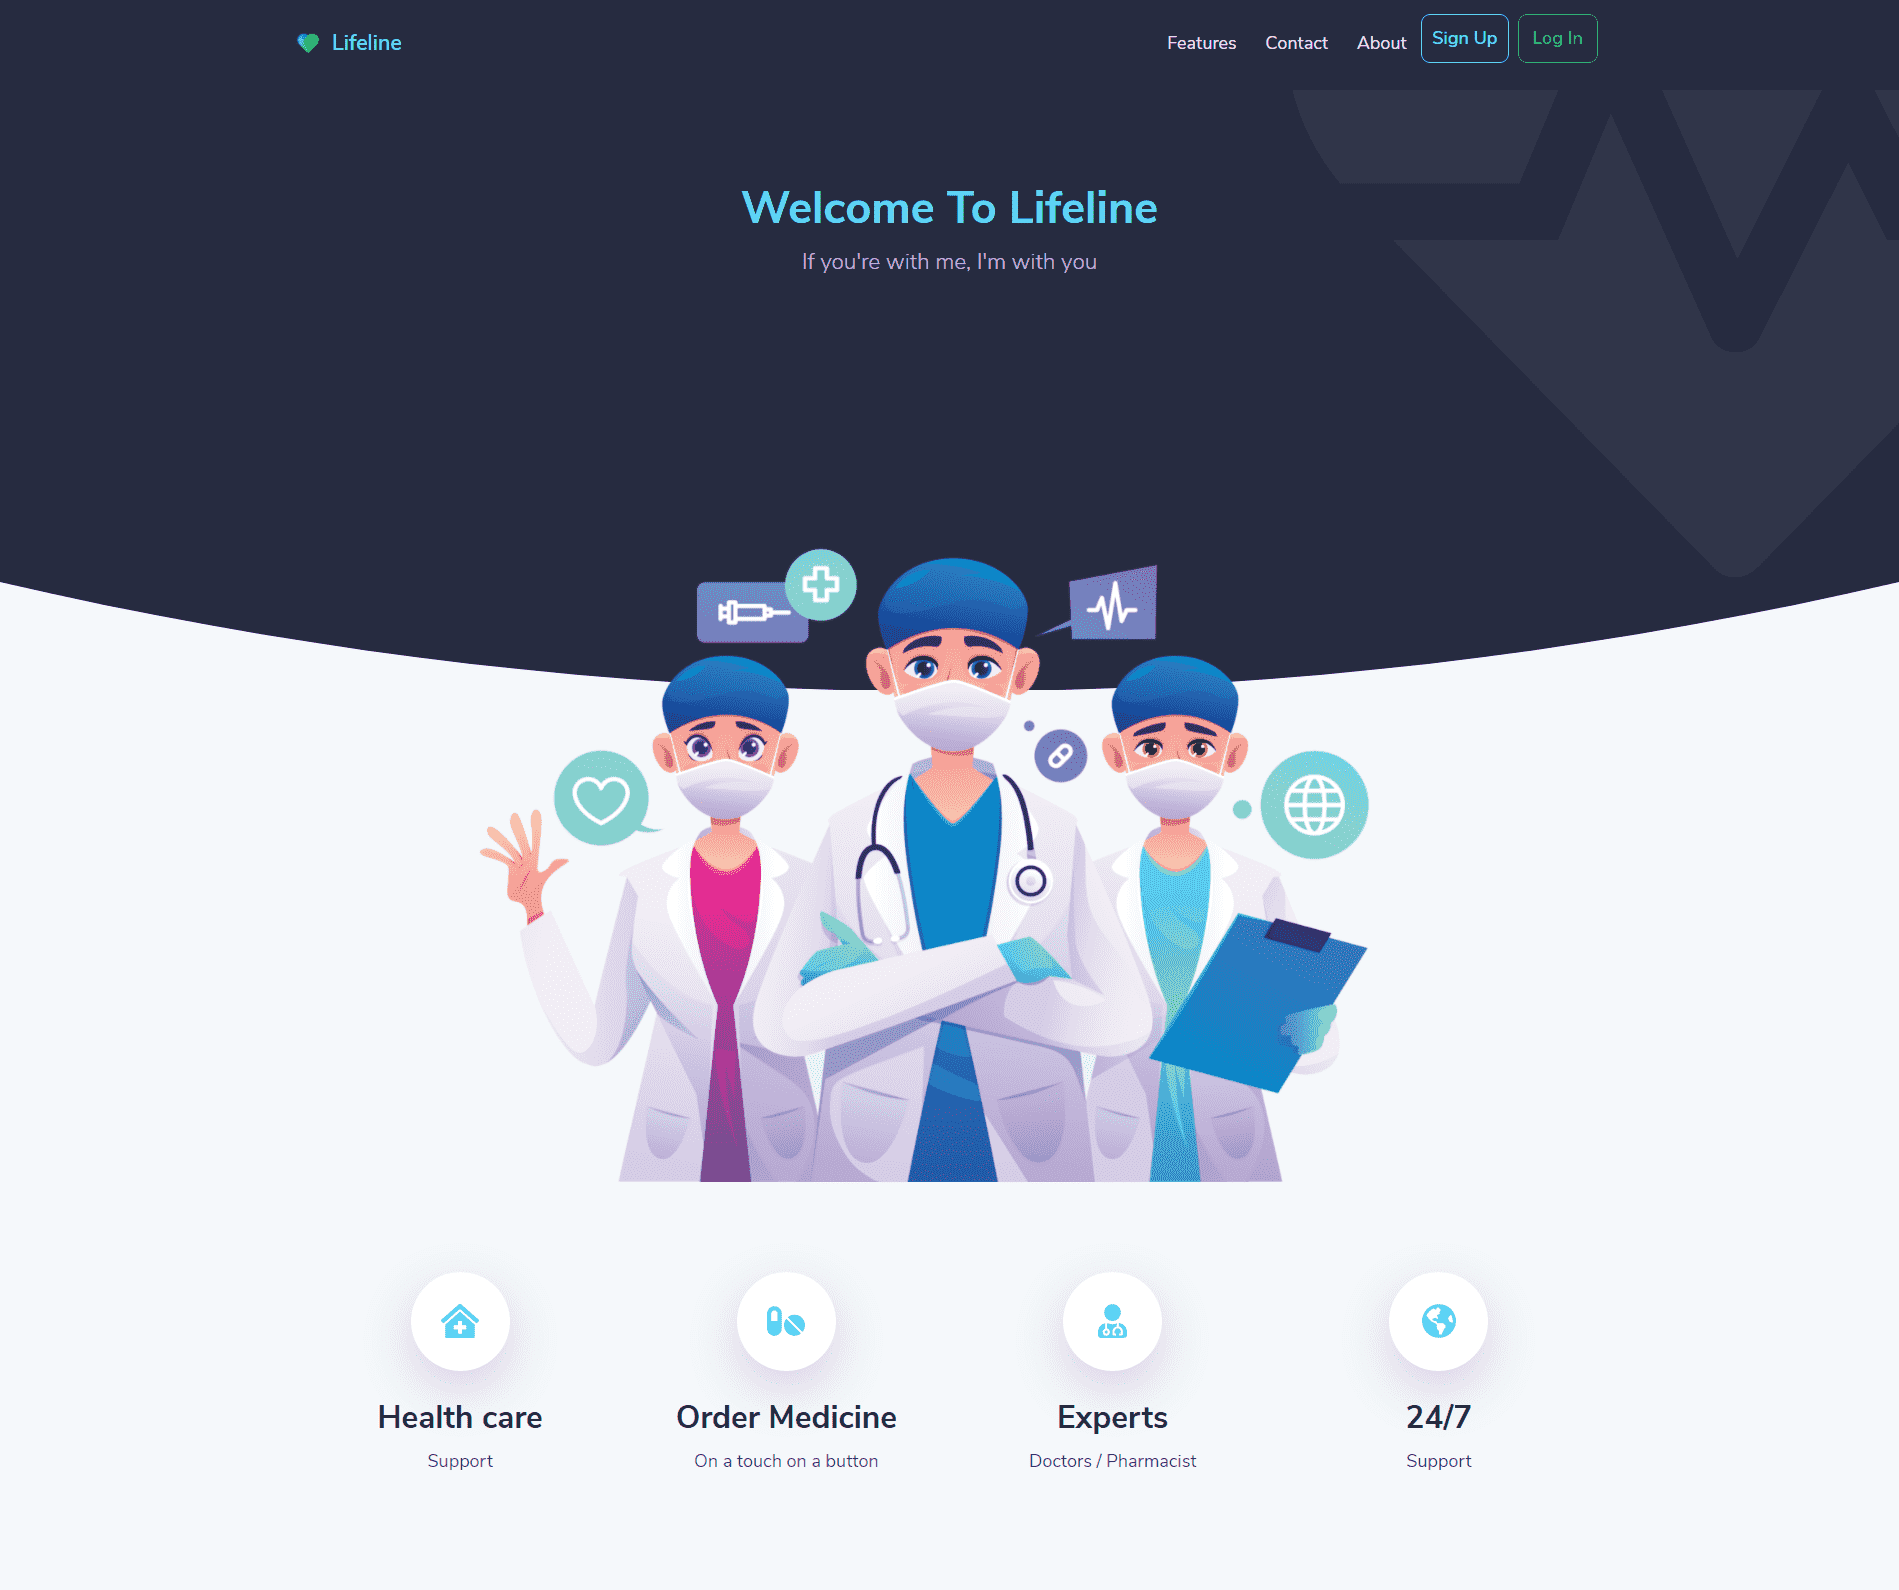 Lifeline
Features Contact About Sign Up Log In
Welcome To Lifeline
If you're with me, I'm with you
Health care
Support
Order Medicine
On a touch on a button
Experts
Doctors / Pharmacist
24/7
Support